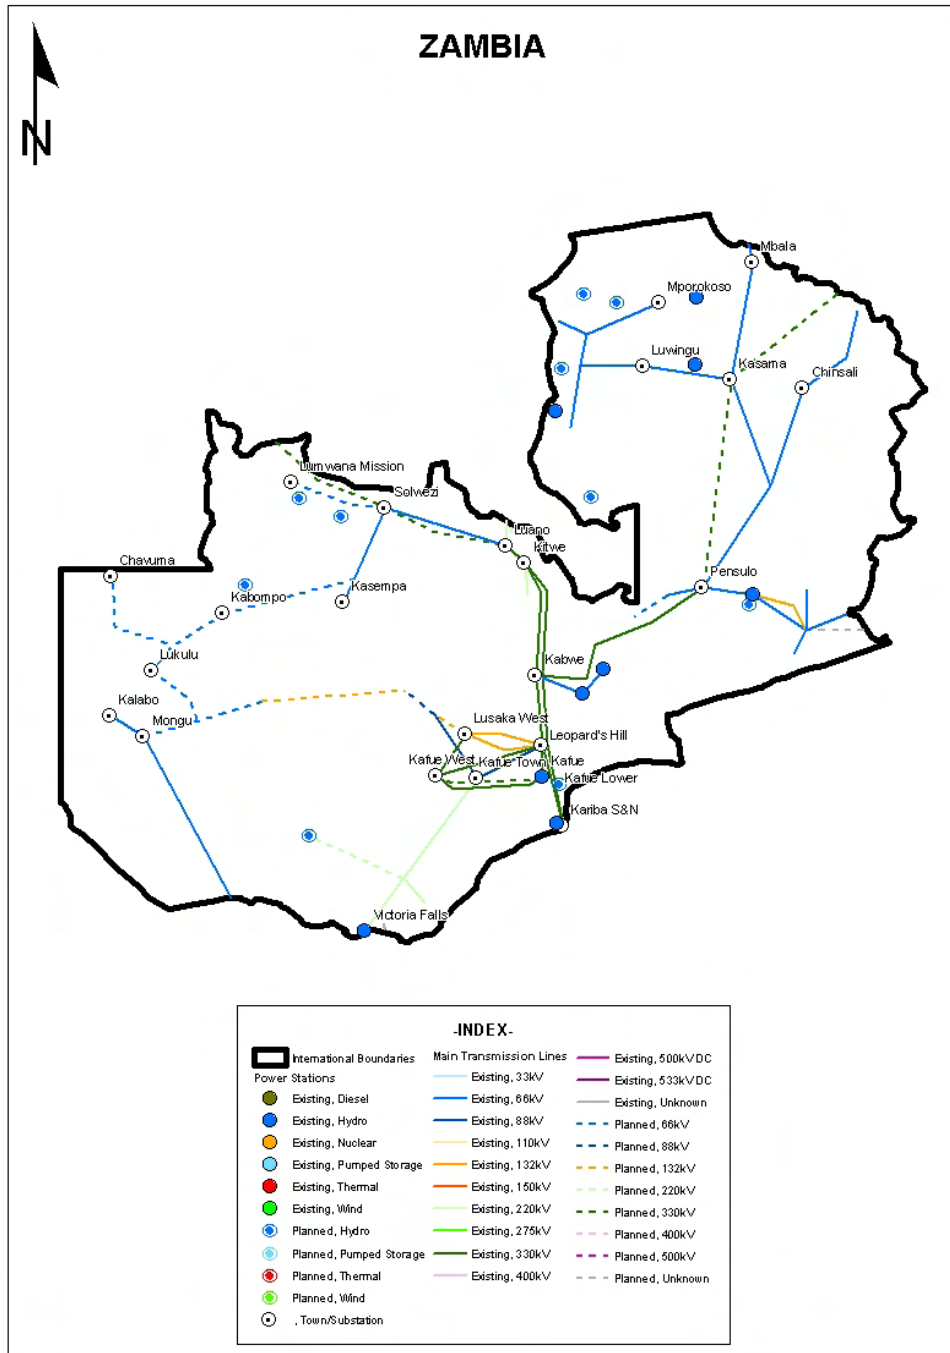 ZAMBIA
N
Mbala
Mporokoso
Luwingu
Kasama
Chinsali
Lumwana Mission
Solwezi
Luano
Kitwe
Chavuma
Pensulo
Kabompo
Kasempa
Lukulu
Kabwe
Kalabo
Mongu
Lusaka West
Leopard's Hill
Kafue West
Kafue Town
Kafue
Kafue Lower
Kariba S&N
Victoria Falls
-INDEX-
International Boundaries
Power Stations
Existing, Diesel
Existing, Hydro
Existing, Nuclear
Existing, Pumped Storage
Existing, Thermal
Existing, Wind
Planned, Hydro
Planned, Pumped Storage
Planned, Thermal
Planned, Wind
, Town/Substation
Main Transmission Lines
Existing, 33kV
Existing, 66kV
Existing, 88kV
Existing, 110kV
Existing, 132kV
Existing, 150kV
Existing, 220kV
Existing, 275kV
Existing, 330kV
Existing, 400kV
Existing, 500kV DC
Existing, 533kV DC
Existing, Unknown
Planned, 66kV
Planned, 88kV
Planned, 132kV
Planned, 220kV
Planned, 330kV
Planned, 400kV
Planned, 500kV
Planned, Unknown